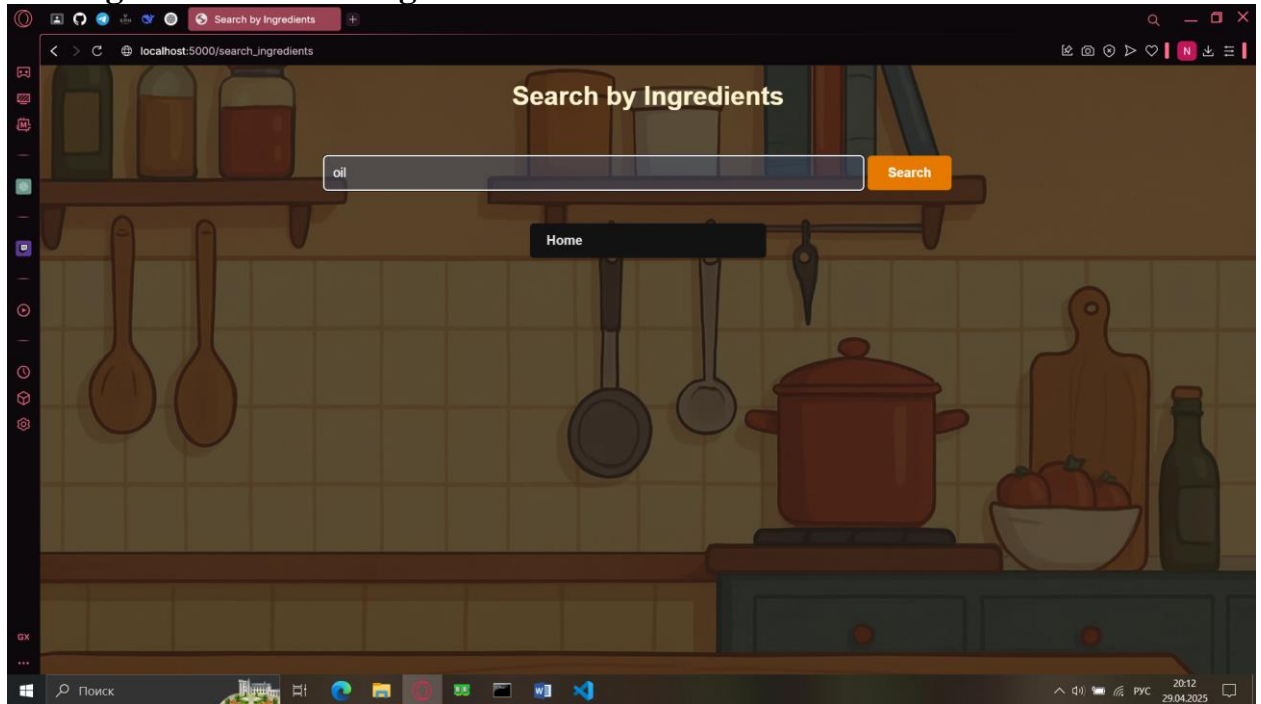 Search by Ingredients
localhost:5000/search_ingredients
N
M
Search by Ingredients
oil
Search
Home
GX
Поиск
РУС
20:12
29.04.2025